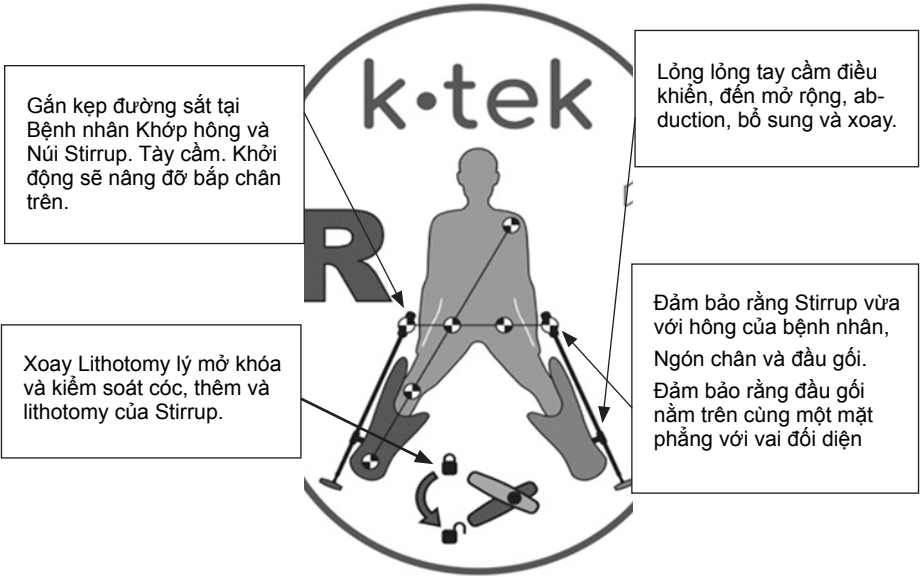 k•tek
Gắn kẹp đường sắt tại
Bệnh nhân Khớp hông và
Núi Stirrup. Tày cầm. Khởi
động sẽ nâng đỡ bắp chân
trên.
Lỏng lỏng tay cầm điều
khiển, đến mở rộng, ab-
duction, bổ sung và xoay.
R
Xoay Lithotomy lý mở khóa
và kiểm soát cóc, thêm và
lithotomy của Stirrup.
Đảm bảo rằng Stirrup vừa
với hông của bệnh nhân,
Ngón chân và đầu gối.
Đảm bảo rằng đầu gối
nằm trên cùng một mặt
phẳng với vai đối diện